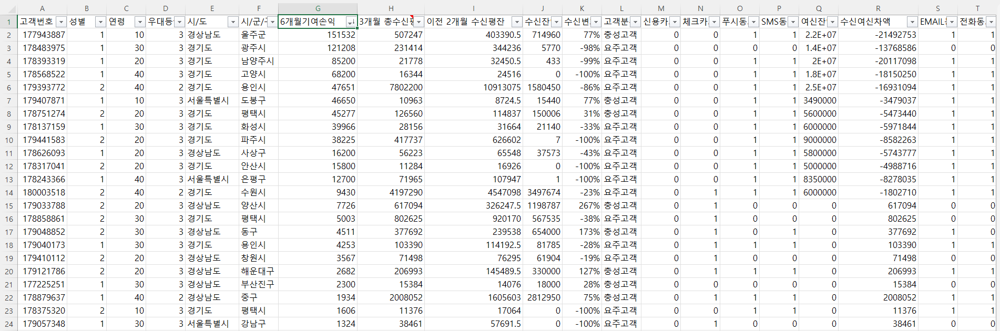 A B C D E F G H I J K L M N O P Q R S T
1 고객번호 성별 연령 우대등 시/도 시/군/구 6개월기여손익 3개월 총수신평 이전 2개월 수신평잔 수신잔 수신변 고객분 신용카 체크카 푸시동 SMS동 여신잔 수신여신차액 EMAIL동 전화동
2 177943887 1 10 3 경상남도 울주군 151532 507247 403390.5 714960 77% 충성고객 0 0 1 1 2.2E+07 -21492753 1 1
3 178483975 1 30 3 경기도 광주시 121208 231414 344236 5770 -98% 요주고객 0 0 0 0 1.4E+07 -13768586 0 0
4 178393319 1 20 3 경기도 남양주시 85200 21778 32450.5 433 -99% 요주고객 0 0 1 1 2E+07 -20117098 1 1
5 178568522 1 40 3 경기도 고양시 68200 16344 24516 0 -100% 요주고객 0 0 1 1 1.8E+07 -18150250 1 1
6 179393772 2 40 2 경기도 용인시 47651 7802200 10913075 1580450 -86% 요주고객 0 0 1 1 2.5E+07 -16931094 1 1
7 179407871 1 10 3 서울특별시 도봉구 46650 10963 8724.5 15440 77% 충성고객 0 0 1 1 3490000 -3479037 1 1
8 178751274 2 20 3 경기도 평택시 45277 126560 114837 150006 31% 충성고객 0 0 1 1 5600000 -5473440 1 1
9 178137159 1 30 3 경기도 화성시 39966 28156 31664 21140 -33% 요주고객 0 0 1 1 6000000 -5971844 1 1
10 179441583 2 20 3 경기도 파주시 38225 417737 626602 7 -100% 요주고객 0 0 1 1 9000000 -8582263 1 1
11 178626093 1 20 3 경상남도 사상구 16200 56223 65548 37573 -43% 요주고객 0 0 1 1 5800000 -5743777 1 1
12 178317041 2 20 3 경기도 안산시 15800 11284 16926 0 -100% 요주고객 0 0 1 1 5000000 -4988716 1 1
13 178243366 1 40 3 서울특별시 은평구 12700 71965 107947 1 -100% 요주고객 0 0 1 1 8350000 -8278035 1 1
14 180003518 2 40 2 경기도 수원시 9430 4197290 4547098 3497674 -23% 요주고객 0 1 1 1 6000000 -1802710 1 1
15 179033788 2 20 3 경상남도 양산시 7726 617094 326247.5 1198787 267% 충성고객 0 1 0 0 0 617094 0 0
16 178858861 2 30 3 경기도 평택시 5003 802625 920170 567535 -38% 요주고객 0 1 0 0 0 802625 0 0
17 179048852 2 30 3 경상남도 동구 4511 377692 239538 654000 173% 충성고객 0 1 0 1 0 377692 1 0
18 179040173 1 30 3 경기도 용인시 4253 103390 114192.5 81785 -28% 요주고객 0 1 1 1 0 103390 1 1
19 179410112 2 20 3 경상남도 창원시 3567 71498 76295 61904 -19% 요주고객 0 1 0 0 0 71498 0 0
20 179121786 2 20 3 경상남도 해운대구 2682 206993 145489.5 330000 127% 충성고객 0 1 1 1 0 206993 1 1
21 177225251 1 30 3 경상남도 부산진구 2300 15384 14076 18000 28% 충성고객 0 0 0 0 0 15384 0 0
22 178879637 1 40 2 경상남도 중구 1934 2008052 1605603 2812950 75% 충성고객 0 1 1 1 0 2008052 1 1
23 178375320 2 10 3 경기도 평택시 1606 11376 17064 0 -100% 요주고객 0 0 1 0 0 11376 1 1
24 179057348 1 30 3 서울특별시 강남구 1324 38461 57691.5 0 -100% 요주고객 0 1 0 0 0 38461 0 0